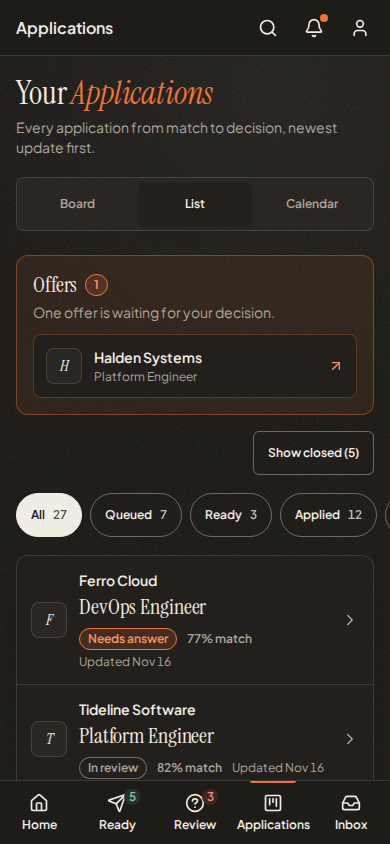 Applications
Your Applications
Every application from match to decision, newest
update first.
Board
List
Calendar
Offers 1
One offer is waiting for your decision.
H
Halden Systems
Platform Engineer
Show closed (5)
All 27
Queued 7
Ready 3
Applied 12
F
Ferro Cloud
DevOps Engineer
Needs answer 77% match
Updated Nov 16
T
Tideline Software
Platform Engineer
In review 82% match Updated Nov 16
5
3
Home
Ready
Review
Applications
Inbox